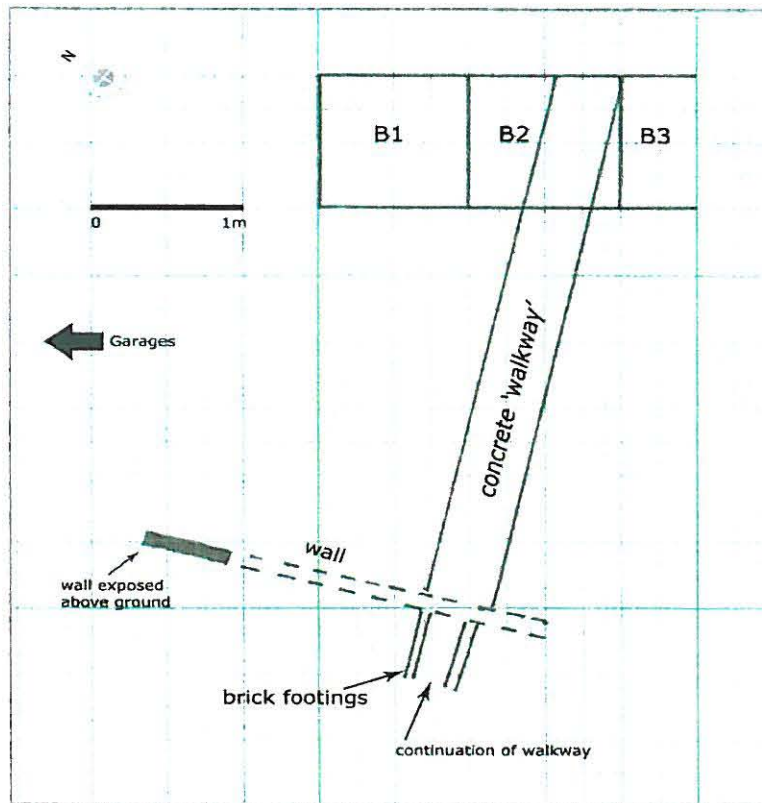 N
B1
B2
B3
0
1m
Garages
concrete 'walkway'
wall
wall exposed
above ground
brick footings
continuation of walkway